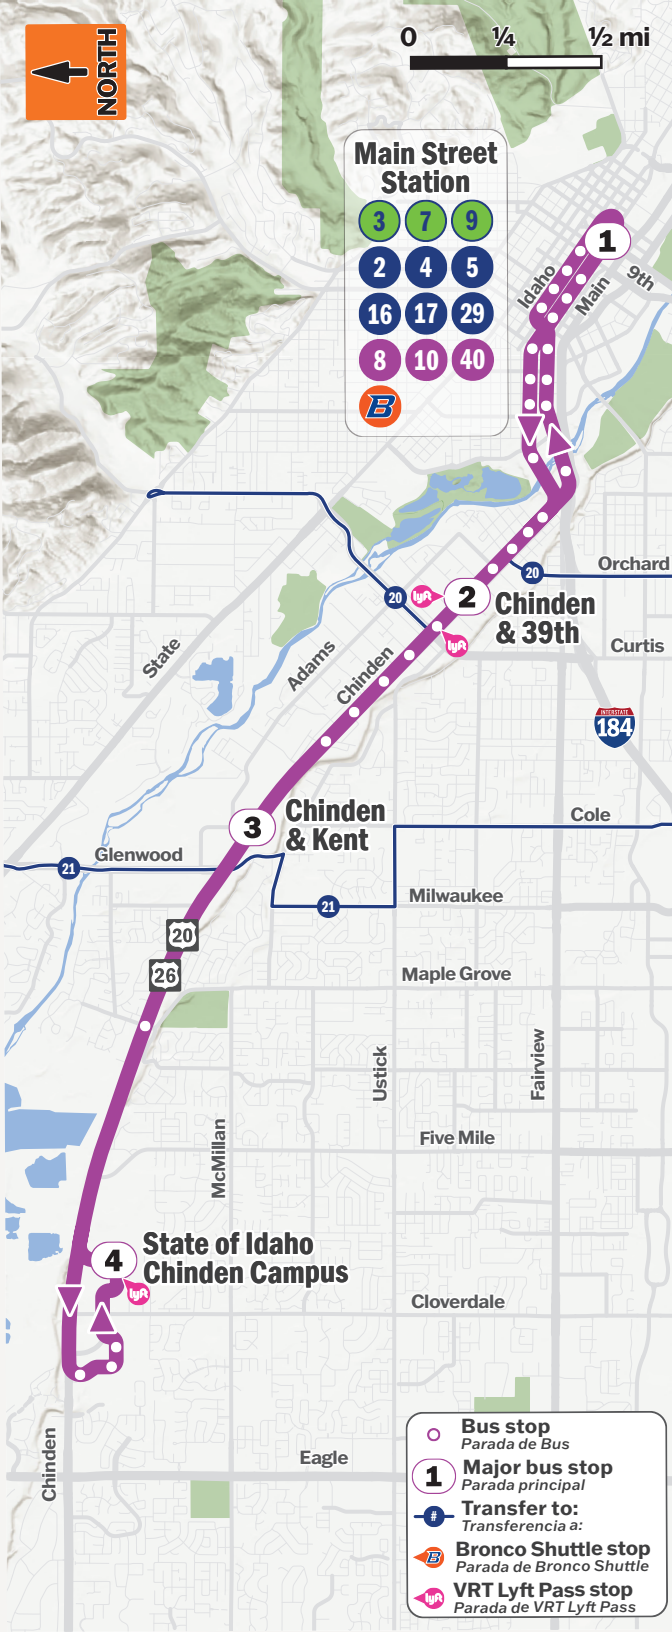 NORTH
0 ¼ ½ mi
Main Street
Station
3 7 9
2 4 5
16 17 29
8 10 40
B
1
Idaho
Main
9th
20
Orchard
20
lyft
2
Chinden
& 39th
lyft
Curtis
State
Adams
Chinden
INTERSTATE
184
3
Chinden
& Kent
Cole
Glenwood
21
21
Milwaukee
20
26
Maple Grove
Ustick
Fairview
McMillan
Five Mile
4
State of Idaho
Chinden Campus
lyft
Cloverdale
Chinden
Eagle
Bus stop
Parada de Bus
1
Major bus stop
Parada principal
#
Transfer to:
Transferencia a:
B
Bronco Shuttle stop
Parada de Bronco Shuttle
lyft
VRT Lyft Pass stop
Parada de VRT Lyft Pass